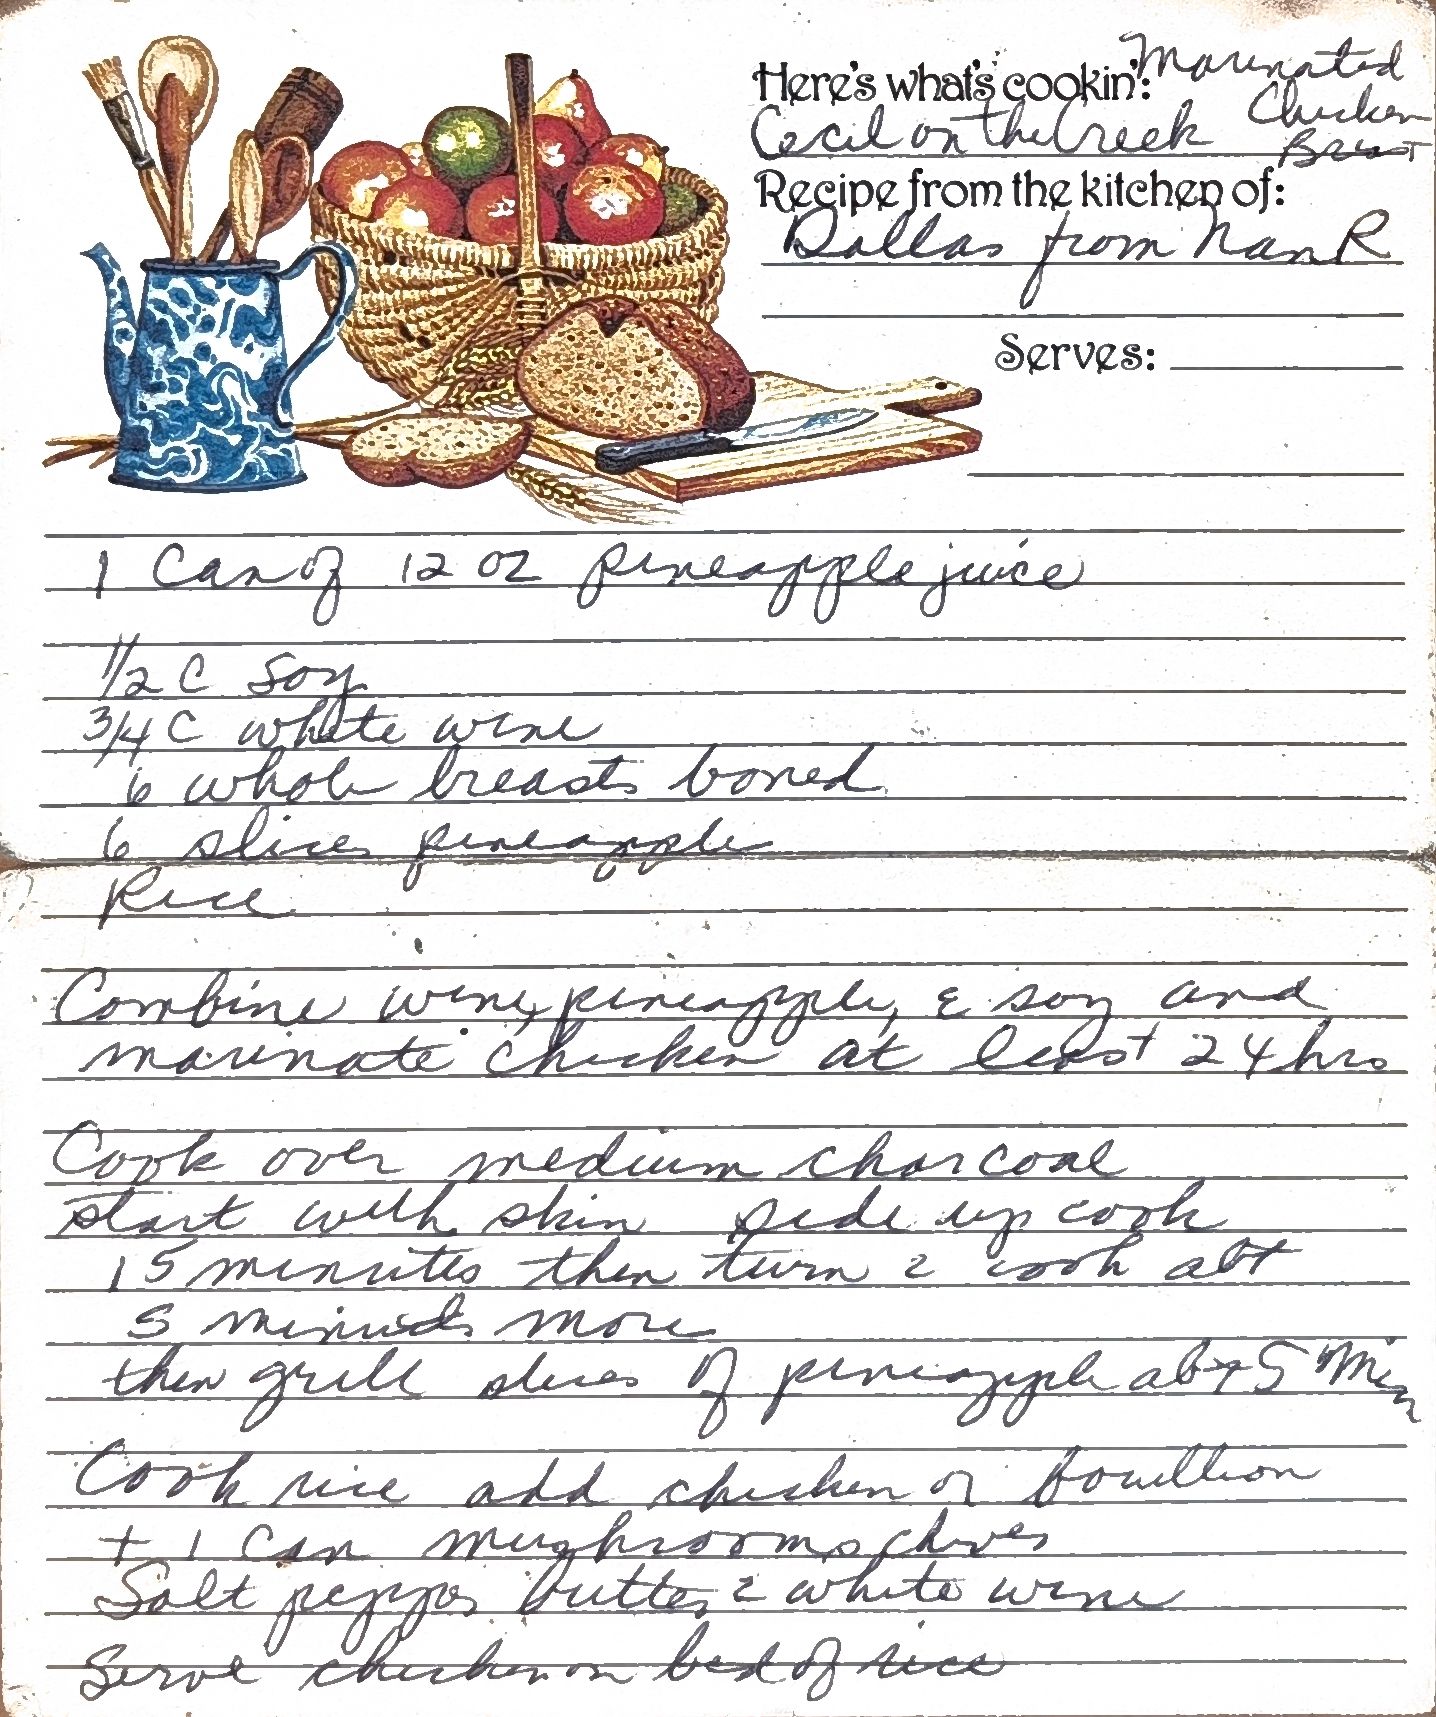 Here's what's cookin': Marinated
Cecil on the Creek Chicken
Breast
Recipe from the kitchen of:
Dallas from Nan R
Serves:
1 Can of 12 oz pineapple juice
1/2 C Soy
3/4 C white wine
6 whole breasts boned
6 slices pineapple
Rice
Combine wine, pineapple, & soy and
marinate chicken at least 24 hrs
Cook over medium charcoal
start with skin side up cook
15 minutes then turn & cook abt
5 minuets more
then grill slices of pineapple abt 5 Min
Cook rice add chicken or bouillion
+ 1 Can mushrooms, chives
Salt pepper butter & white wine
Serve chicken on bed of rice